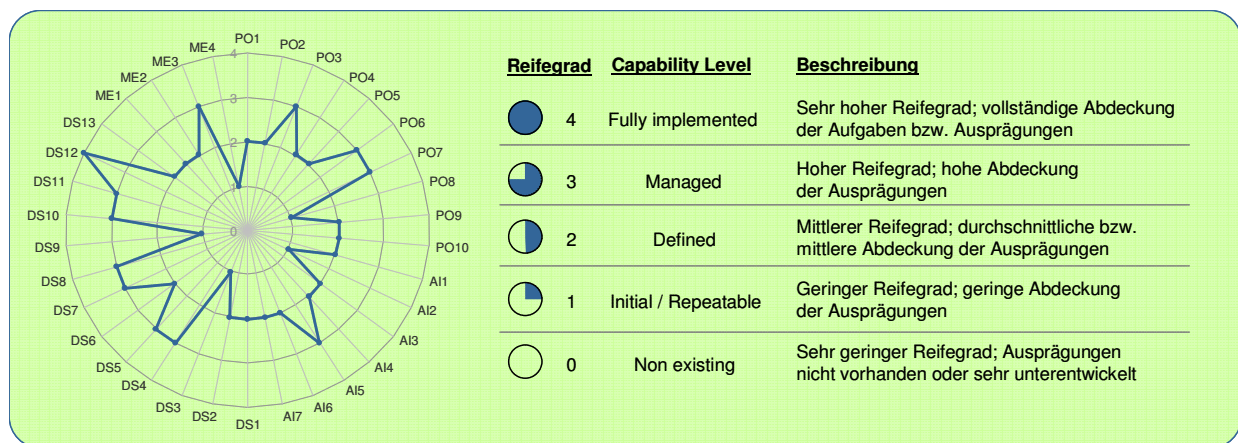 PO1
PO2
PO3
PO4
PO5
PO6
PO7
PO8
PO9
PO10
AI1
AI2
AI3
AI4
AI5
AI6
AI7
DS1
DS2
DS3
DS4
DS5
DS6
DS7
DS8
DS9
DS10
DS11
DS12
DS13
ME1
ME2
ME3
ME4
4
3
2
1
0
Reifegrad Capability Level Beschreibung
4 Fully implemented Sehr hoher Reifegrad; vollständige Abdeckung
der Aufgaben bzw. Ausprägungen
3 Managed Hoher Reifegrad; hohe Abdeckung
der Ausprägungen
2 Defined Mittlerer Reifegrad; durchschnittliche bzw.
mittlere Abdeckung der Ausprägungen
1 Initial / Repeatable Geringer Reifegrad; geringe Abdeckung
der Ausprägungen
0 Non existing Sehr geringer Reifegrad; Ausprägungen
nicht vorhanden oder sehr unterentwickelt